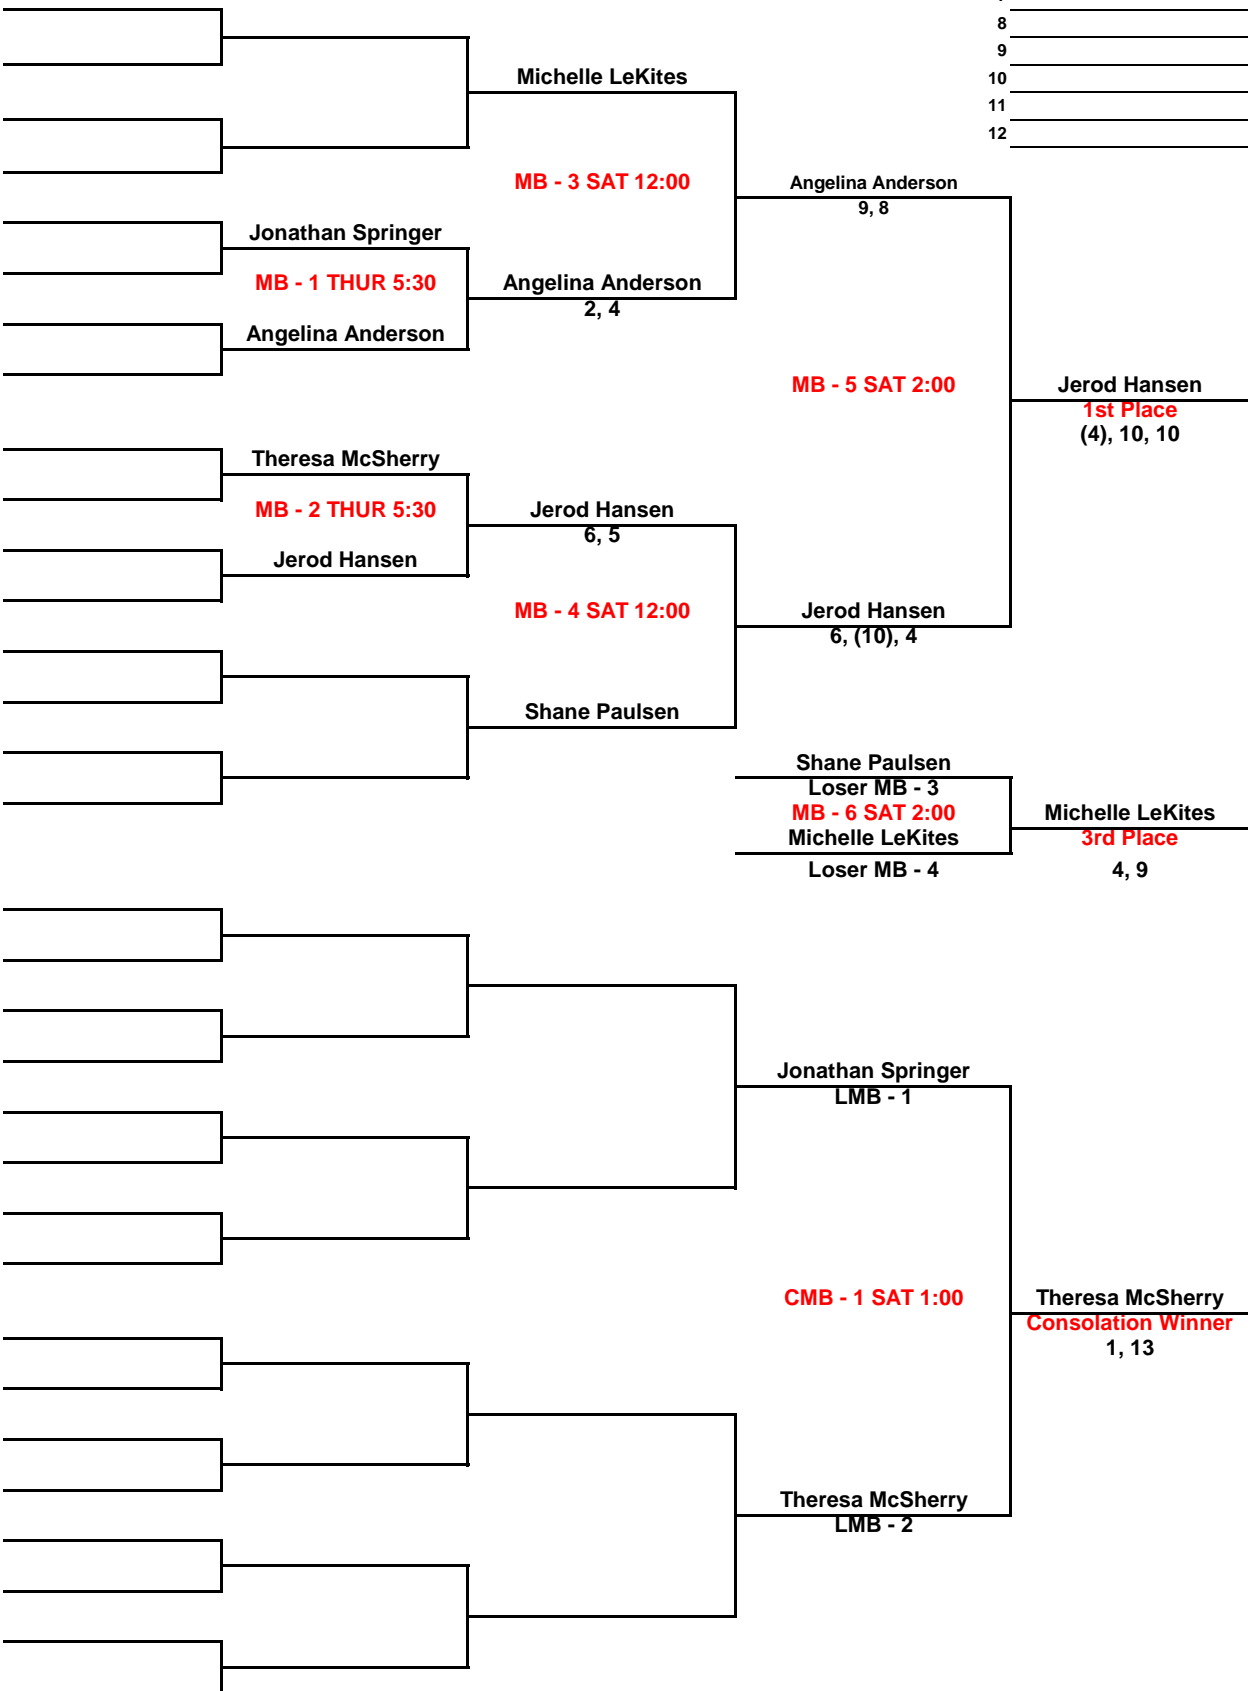 8
9
Michelle LeKites
10
11
12
MB - 3 SAT 12:00
Angelina Anderson
9, 8
Jonathan Springer
MB - 1 THUR 5:30
Angelina Anderson
2, 4
Angelina Anderson
MB - 5 SAT 2:00
Jerod Hansen
1st Place
(4), 10, 10
Theresa McSherry
MB - 2 THUR 5:30
Jerod Hansen
6, 5
Jerod Hansen
MB - 4 SAT 12:00
Jerod Hansen
6, (10), 4
Shane Paulsen
Shane Paulsen
Loser MB - 3
MB - 6 SAT 2:00
Michelle LeKites
Loser MB - 4
Michelle LeKites
3rd Place
4, 9
Jonathan Springer
LMB - 1
CMB - 1 SAT 1:00
Theresa McSherry
Consolation Winner
1, 13
Theresa McSherry
LMB - 2